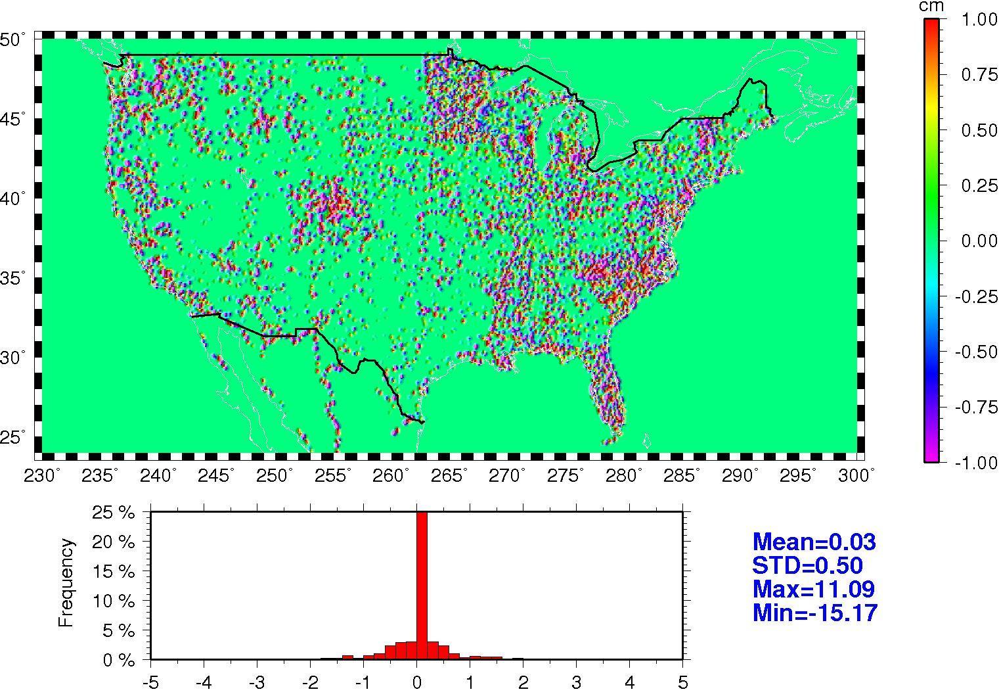 cm
1.00
0.75
0.50
0.25
0.00
-0.25
-0.50
-0.75
-1.00
50°
45°
40°
35°
30°
25°
230° 235° 240° 245° 250° 255° 260° 265° 270° 275° 280° 285° 290° 295° 300°
Frequency
25 %
20 %
15 %
10 %
5 %
0 %
-5 -4 -3 -2 -1 0 1 2 3 4 5
Mean=0.03
STD=0.50
Max=11.09
Min=-15.17